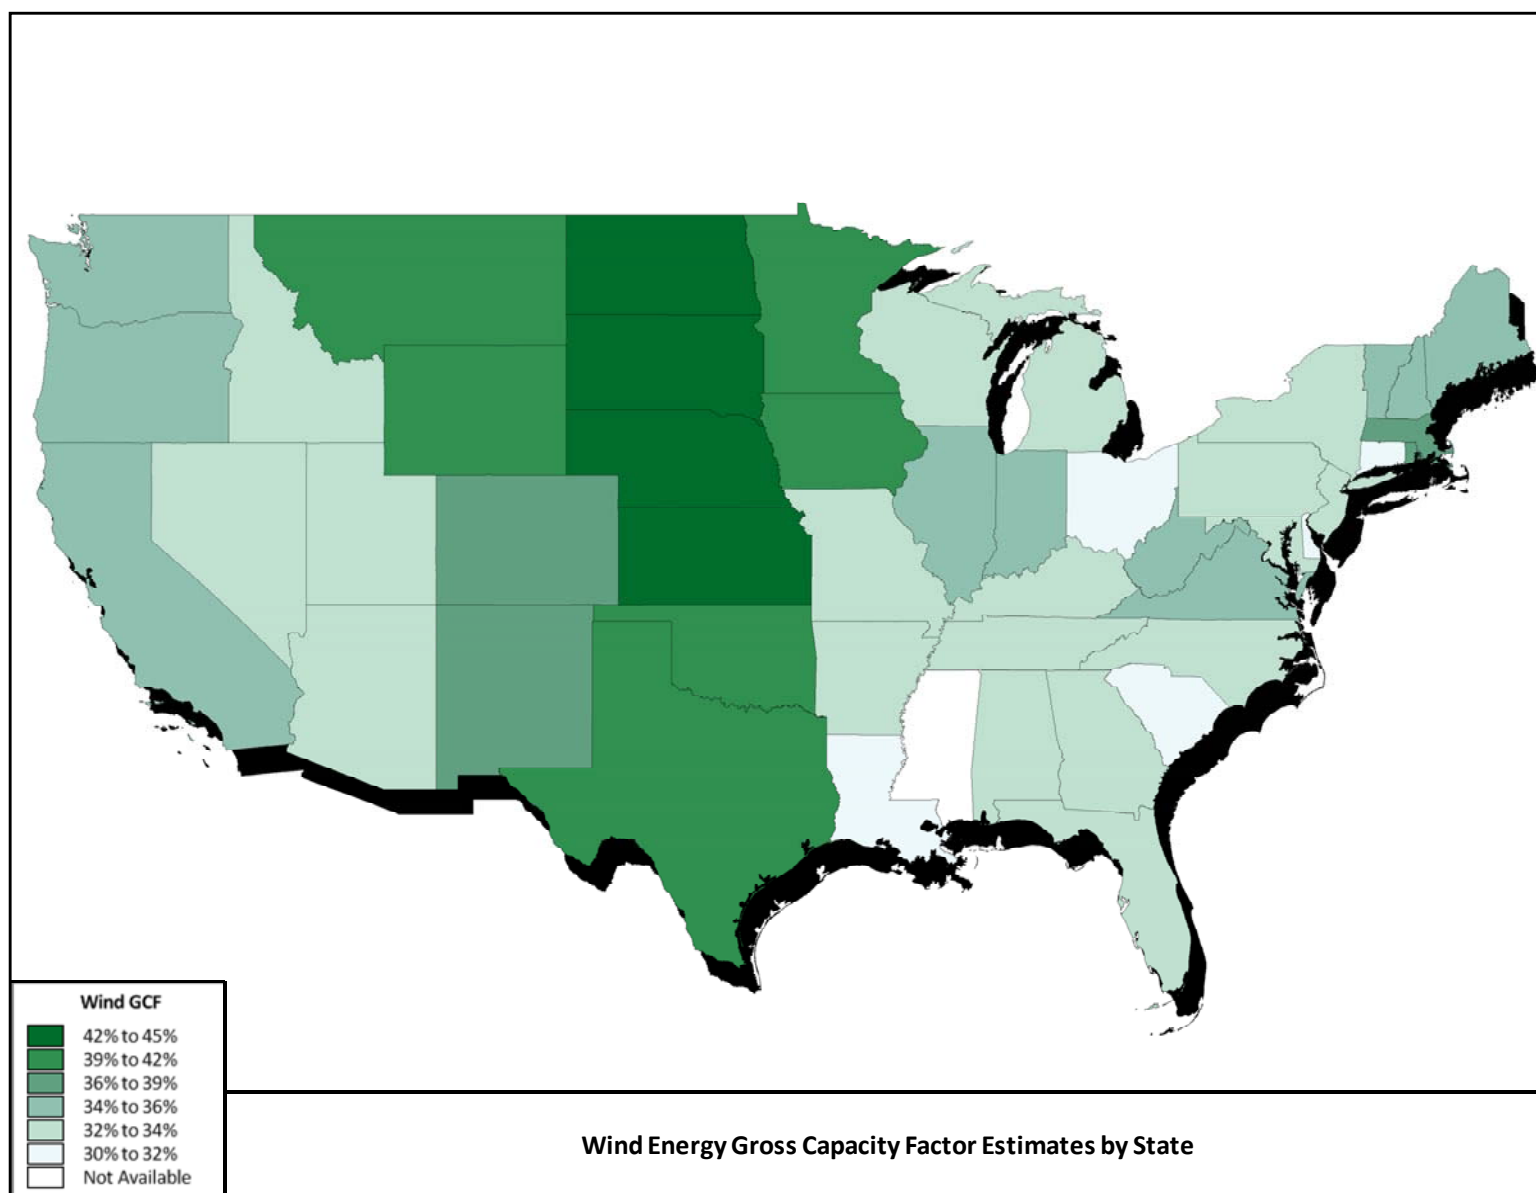 Wind GCF
42% to 45%
39% to 42%
36% to 39%
34% to 36%
32% to 34%
30% to 32%
Not Available
Wind Energy Gross Capacity Factor Estimates by State